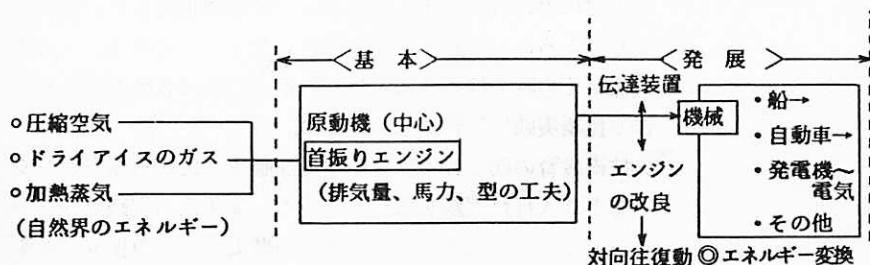 ＜基　本＞
＜発　展＞
○圧縮空気
○ドライアイスのガス
○加熱蒸気
（自然界のエネルギー）
原動機（中心）
首振りエンジン
（排気量、馬力、型の工夫）
伝達装置
エンジン
の改良
対向往復動
機械
・船→
・自動車→
・発電機～
電気
・その他
◎エネルギー変換